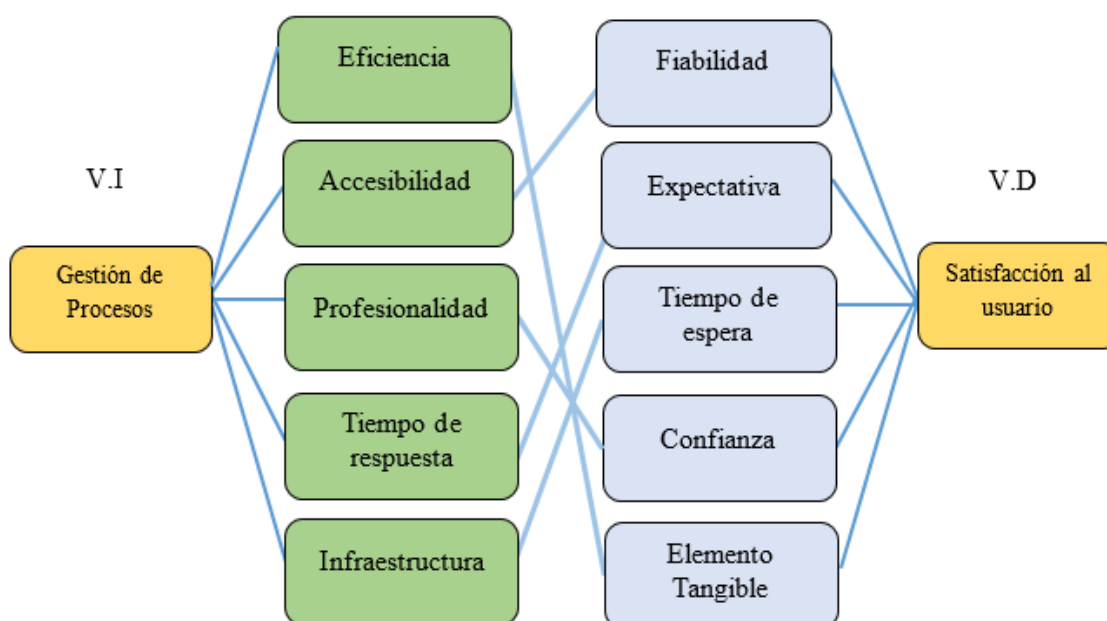 Eficiencia
Fiabilidad
V.I
Accesibilidad
Expectativa
V.D
Gestión de
Procesos
Profesionalidad
Tiempo de
espera
Satisfacción al
usuario
Tiempo de
respuesta
Confianza
Infraestructura
Elemento
Tangible